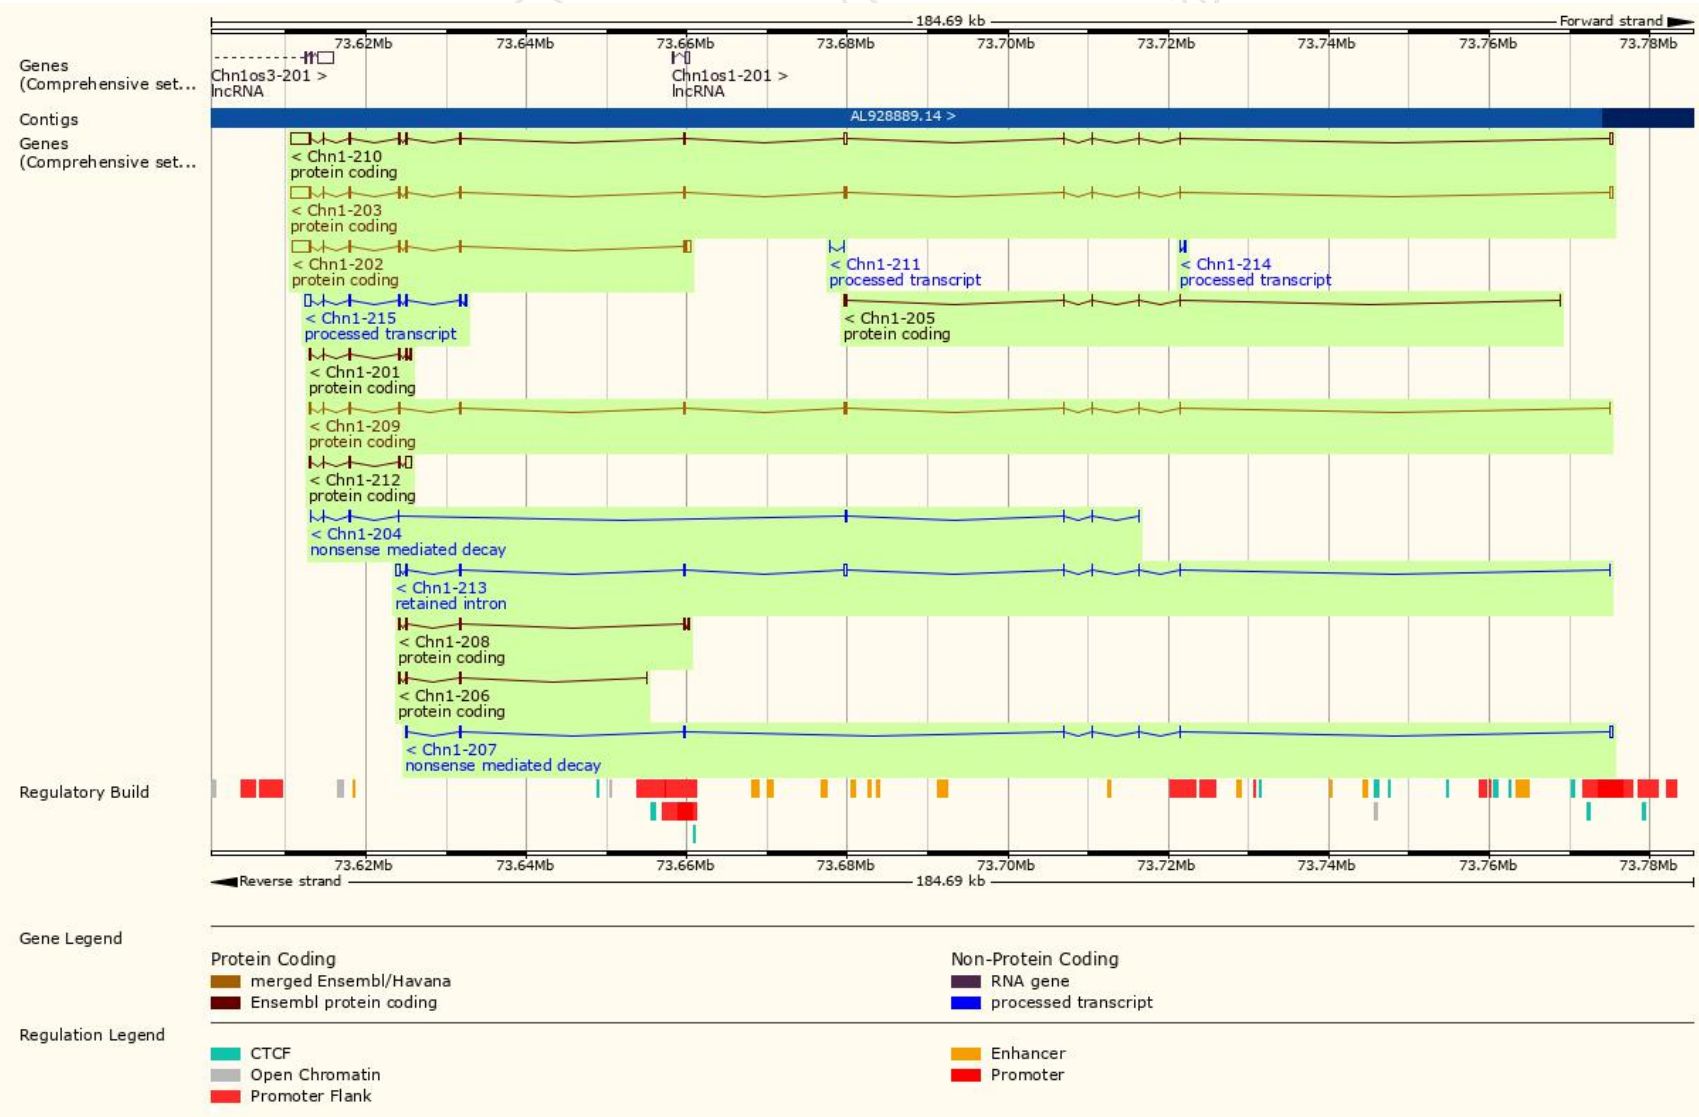 184.69 kb
Forward strand
73.62Mb 73.64Mb 73.66Mb 73.68Mb 73.70Mb 73.72Mb 73.74Mb 73.76Mb 73.78Mb
Genes
(Comprehensive set...
Chn1os3-201 >
lncRNA
Chn1os1-201 >
lncRNA
Contigs
AL928889.14 >
Genes
(Comprehensive set...
< Chn1-210
protein coding
< Chn1-203
protein coding
< Chn1-202
protein coding
< Chn1-211
processed transcript
< Chn1-214
processed transcript
< Chn1-215
processed transcript
< Chn1-205
protein coding
< Chn1-201
protein coding
< Chn1-209
protein coding
< Chn1-212
protein coding
< Chn1-204
nonsense mediated decay
< Chn1-213
retained intron
< Chn1-208
protein coding
< Chn1-206
protein coding
< Chn1-207
nonsense mediated decay
Regulatory Build
73.62Mb 73.64Mb 73.66Mb 73.68Mb 73.70Mb 73.72Mb 73.74Mb 73.76Mb 73.78Mb
Reverse strand
184.69 kb
Gene Legend
Protein Coding
merged Ensembl/Havana
Ensembl protein coding
Non-Protein Coding
RNA gene
processed transcript
Regulation Legend
CTCF
Open Chromatin
Promoter Flank
Enhancer
Promoter